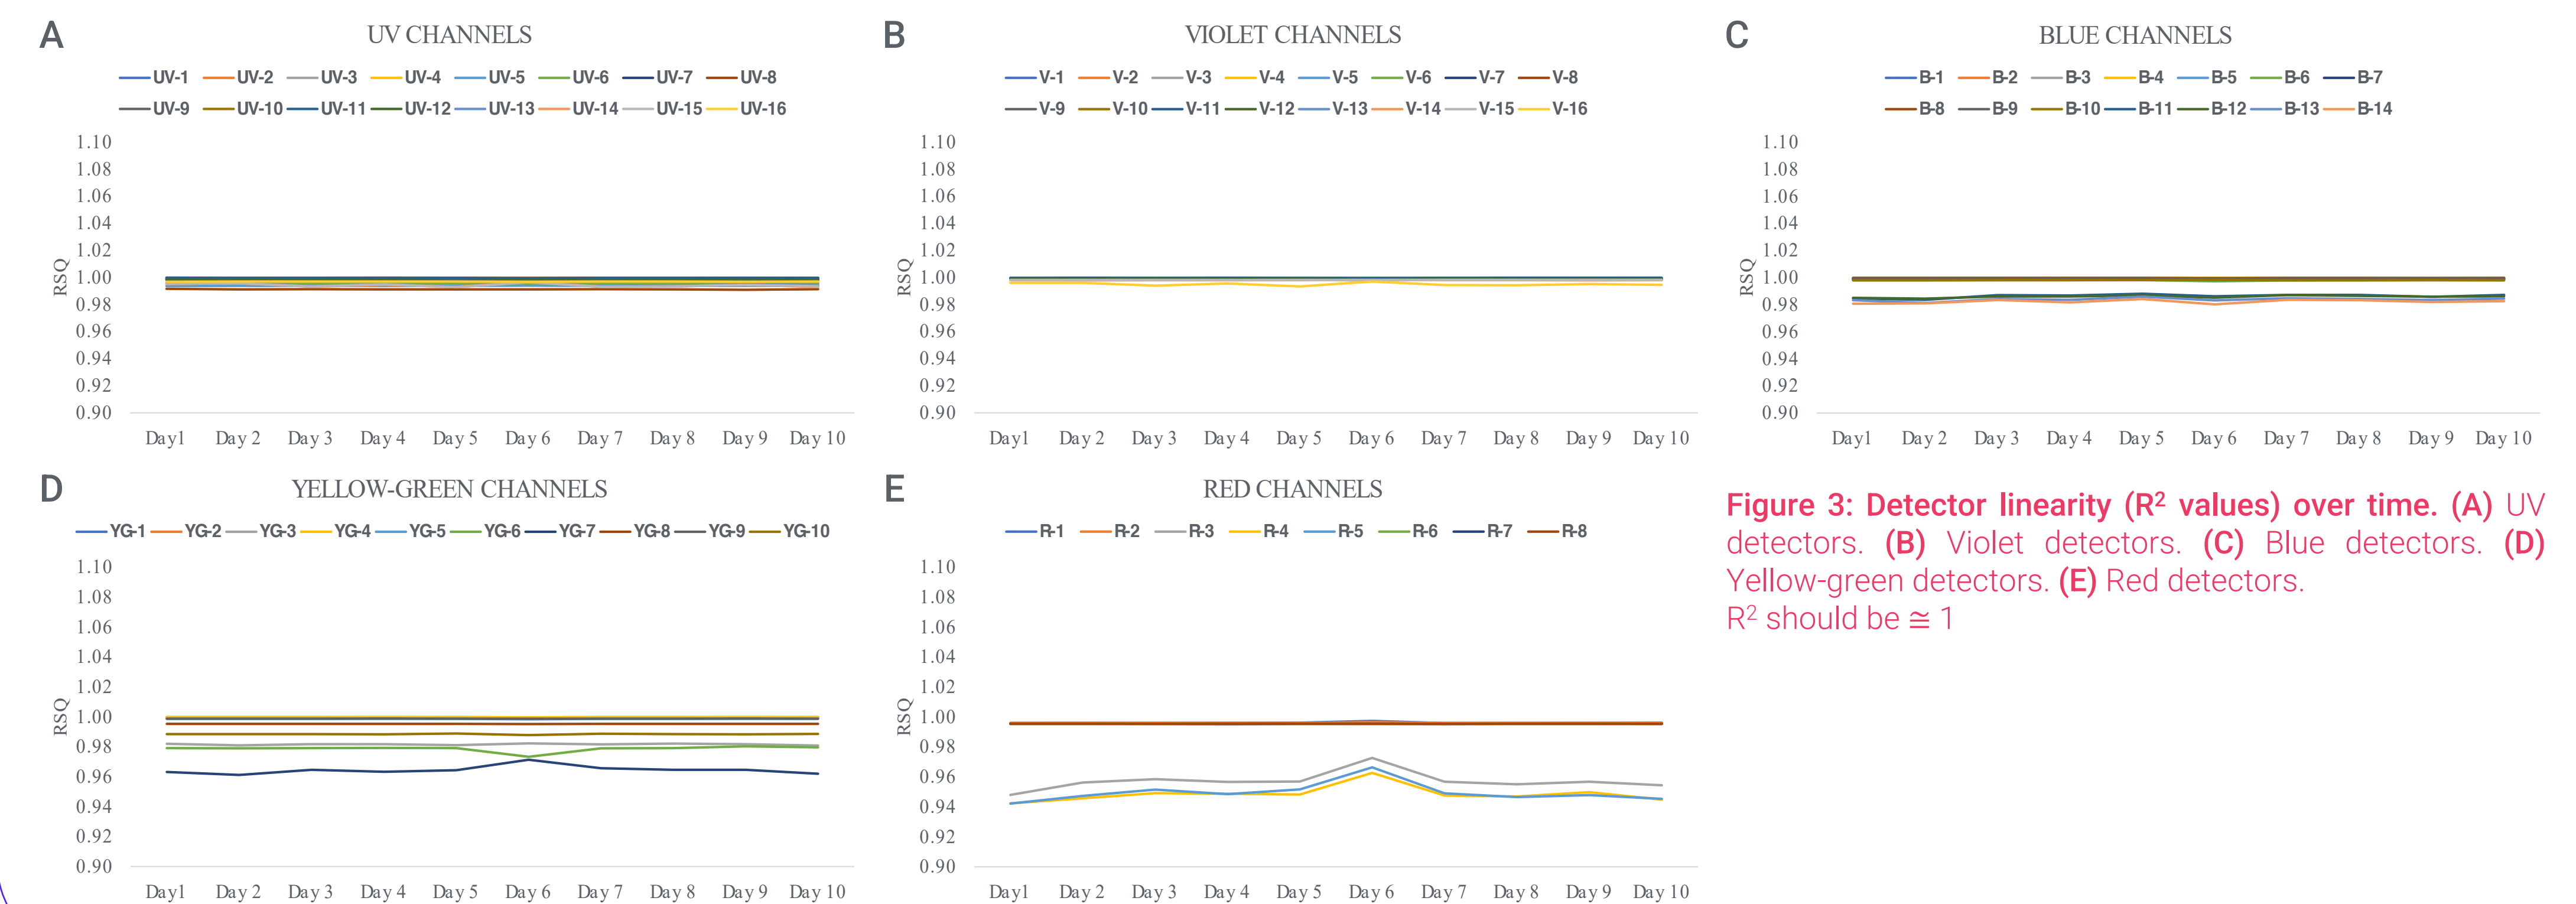 A
UV CHANNELS
UV-1 UV-2 UV-3 UV-4 UV-5 UV-6 UV-7 UV-8
UV-9 UV-10 UV-11 UV-12 UV-13 UV-14 UV-15 UV-16
RSQ
1.10
1.08
1.06
1.04
1.02
1.00
0.98
0.96
0.94
0.92
0.90
Day1 Day 2 Day 3 Day 4 Day 5 Day 6 Day 7 Day 8 Day 9 Day 10
B
VIOLET CHANNELS
V-1 V-2 V-3 V-4 V-5 V-6 V-7 V-8
V-9 V-10 V-11 V-12 V-13 V-14 V-15 V-16
RSQ
1.10
1.08
1.06
1.04
1.02
1.00
0.98
0.96
0.94
0.92
0.90
Day1 Day 2 Day 3 Day 4 Day 5 Day 6 Day 7 Day 8 Day 9 Day 10
C
BLUE CHANNELS
B-1 B-2 B-3 B-4 B-5 B-6 B-7
B-8 B-9 B-10 B-11 B-12 B-13 B-14
RSQ
1.10
1.08
1.06
1.04
1.02
1.00
0.98
0.96
0.94
0.92
0.90
Day1 Day 2 Day 3 Day 4 Day 5 Day 6 Day 7 Day 8 Day 9 Day 10
D
YELLOW-GREEN CHANNELS
YG-1 YG-2 YG-3 YG-4 YG-5 YG-6 YG-7 YG-8 YG-9 YG-10
RSQ
1.10
1.08
1.06
1.04
1.02
1.00
0.98
0.96
0.94
0.92
0.90
Day1 Day 2 Day 3 Day 4 Day 5 Day 6 Day 7 Day 8 Day 9 Day 10
E
RED CHANNELS
R-1 R-2 R-3 R-4 R-5 R-6 R-7 R-8
RSQ
1.10
1.08
1.06
1.04
1.02
1.00
0.98
0.96
0.94
0.92
0.90
Day1 Day 2 Day 3 Day 4 Day 5 Day 6 Day 7 Day 8 Day 9 Day 10
Figure 3: Detector linearity (R² values) over time. (A) UV
detectors. (B) Violet detectors. (C) Blue detectors. (D)
Yellow-green detectors. (E) Red detectors.
R² should be ≅ 1